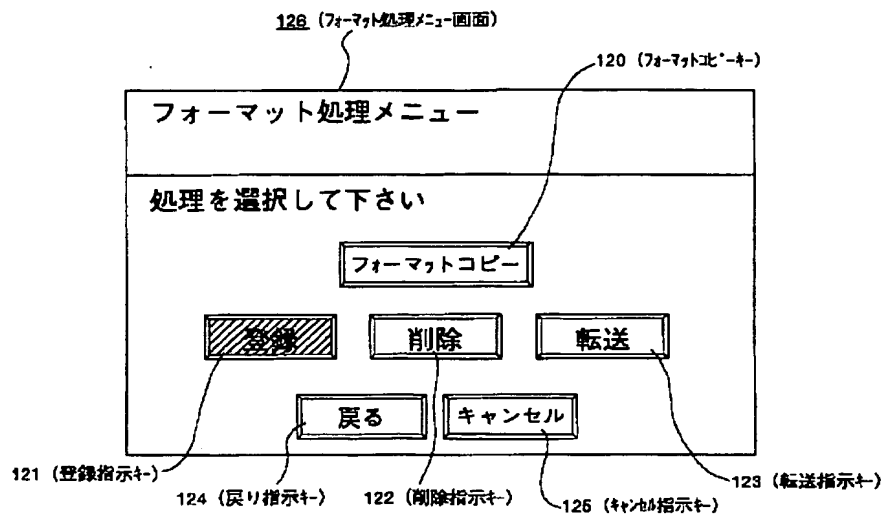 126 (ﾌｫｰﾏｯﾄ処理ﾒﾆｭｰ画面)
120 (ﾌｫｰﾏｯﾄｺﾋﾟｰｷｰ)
フォーマット処理メニュー
処理を選択して下さい
フォーマットコピー
登録 削除 転送
戻る キャンセル
121 (登録指示ｷｰ)
124 (戻り指示ｷｰ)
122 (削除指示ｷｰ)
125 (ｷｬﾝｾﾙ指示ｷｰ)
123 (転送指示ｷｰ)